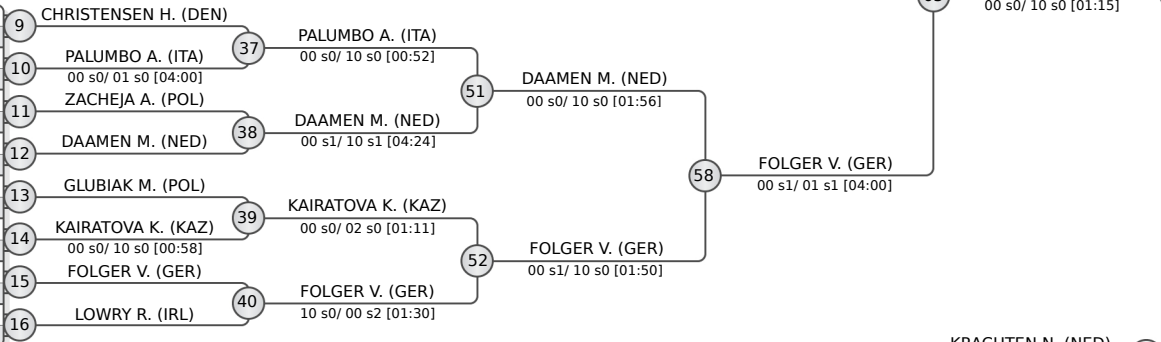 00 s0/ 10 s0 [01:15]
9
CHRISTENSEN H. (DEN)
37
PALUMBO A. (ITA)
00 s0/ 10 s0 [00:52]
10
PALUMBO A. (ITA)
00 s0/ 01 s0 [04:00]
51
DAAMEN M. (NED)
00 s0/ 10 s0 [01:56]
11
ZACHEJA A. (POL)
38
DAAMEN M. (NED)
00 s1/ 10 s1 [04:24]
12
DAAMEN M. (NED)
58
FOLGER V. (GER)
00 s1/ 01 s1 [04:00]
13
GLUBIAK M. (POL)
39
KAIRATOVA K. (KAZ)
00 s0/ 02 s0 [01:11]
14
KAIRATOVA K. (KAZ)
00 s0/ 10 s0 [00:58]
52
FOLGER V. (GER)
00 s1/ 10 s0 [01:50]
15
FOLGER V. (GER)
40
FOLGER V. (GER)
10 s0/ 00 s2 [01:30]
16
LOWRY R. (IRL)
KRACHTEN N. (NED)